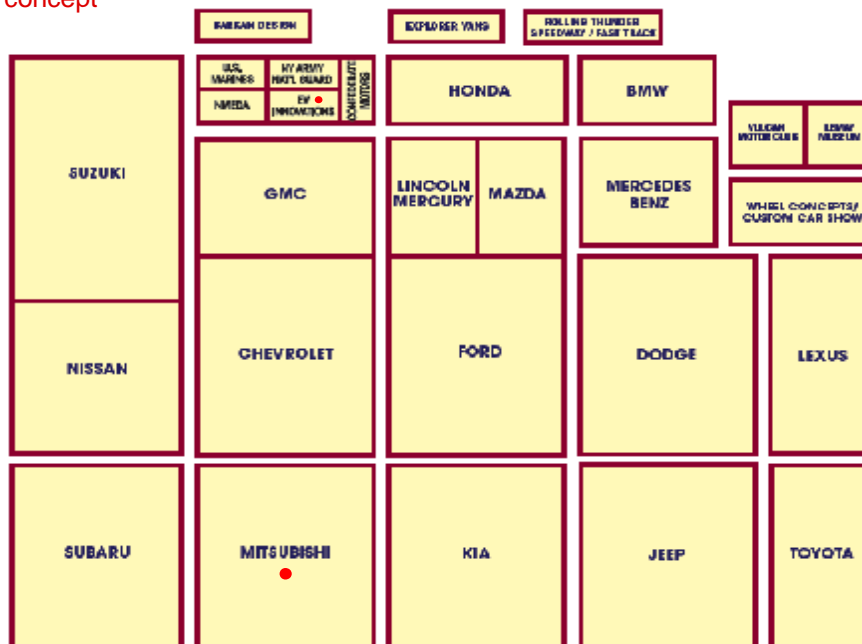 concept
BARKAN DESIGN
EXPLORER VANS
ROLLING THUNDER
SPEEDWAY / FAST TRACK
U.S.
MARINES
NY ARMY
NAT'L GUARD
CONFEDERATE
MOTORS
NMEDA
EV
INNOVATIONS
HONDA
BMW
SUZUKI
GMC
LINCOLN
MERCURY
MAZDA
MERCEDES
BENZ
VULCAN
MOTOR CLUB
MUSEUM
WHEEL CONCEPTS/
CUSTOM CAR SHOW
NISSAN
CHEVROLET
FORD
DODGE
LEXUS
SUBARU
MITSUBISHI
KIA
JEEP
TOYOTA